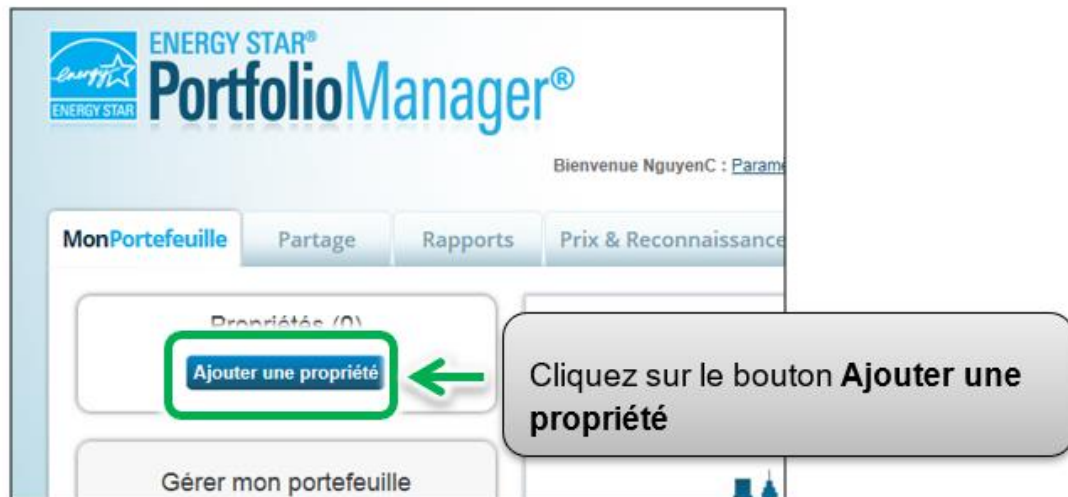 ENERGY STAR®
PortfolioManager®
energy
ENERGY STAR
Bienvenue NguyenC : Paramé
MonPortefeuille
Partage
Rapports
Prix & Reconnaissance
Propriétés (0)
Ajouter une propriété
Cliquez sur le bouton Ajouter une
propriété
Gérer mon portefeuille